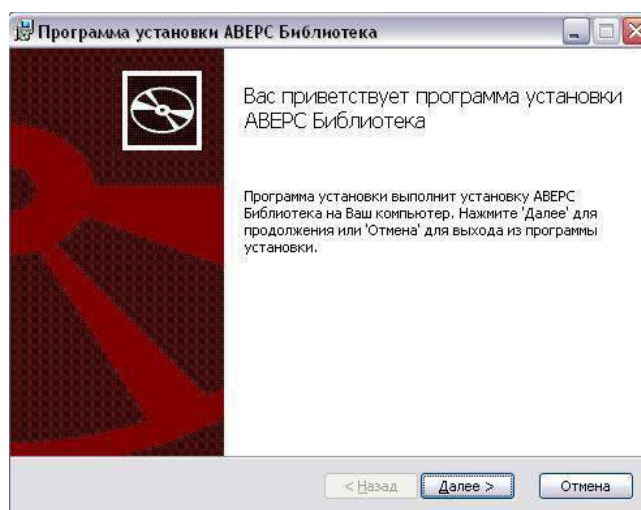 Программа установки АВЕРС Библиотека
Вас приветствует программа установки
АВЕРС Библиотека
Программа установки выполнит установку АВЕРС
Библиотека на Ваш компьютер. Нажмите 'Далее' для
продолжения или 'Отмена' для выхода из программы
установки.
< Назад Далее > Отмена